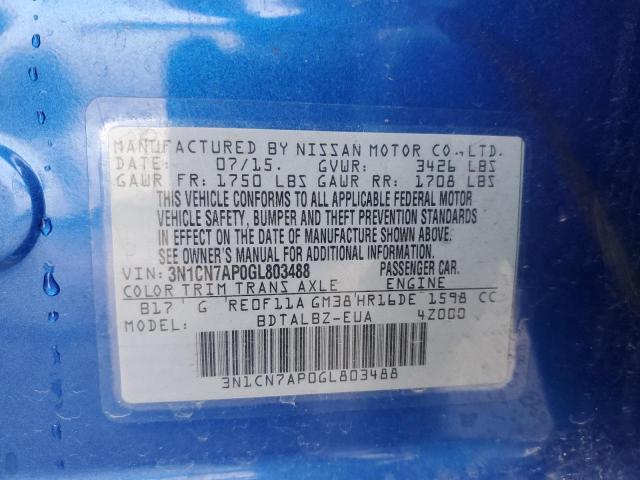 MANUFACTURED BY NISSAN MOTOR CO.,LTD.
DATE: 07/15. GVWR: 3426 LBS
GAWR FR: 1750 LBS GAWR RR: 1708 LBS
THIS VEHICLE CONFORMS TO ALL APPLICABLE FEDERAL MOTOR
VEHICLE SAFETY, BUMPER AND THEFT PREVENTION STANDARDS
IN EFFECT ON THE DATE OF MANUFACTURE SHOWN ABOVE.
SEE OWNER'S MANUAL FOR ADDITIONAL INFORMATION.
VIN: 3N1CN7AP0GL803488 PASSENGER CAR.
COLOR TRIM TRANS AXLE ENGINE
B17 G RE0F11A GM38 HR16DE 1598 CC
MODEL: BDTALBZ-EUA 4Z000
3N1CN7AP0GL803488